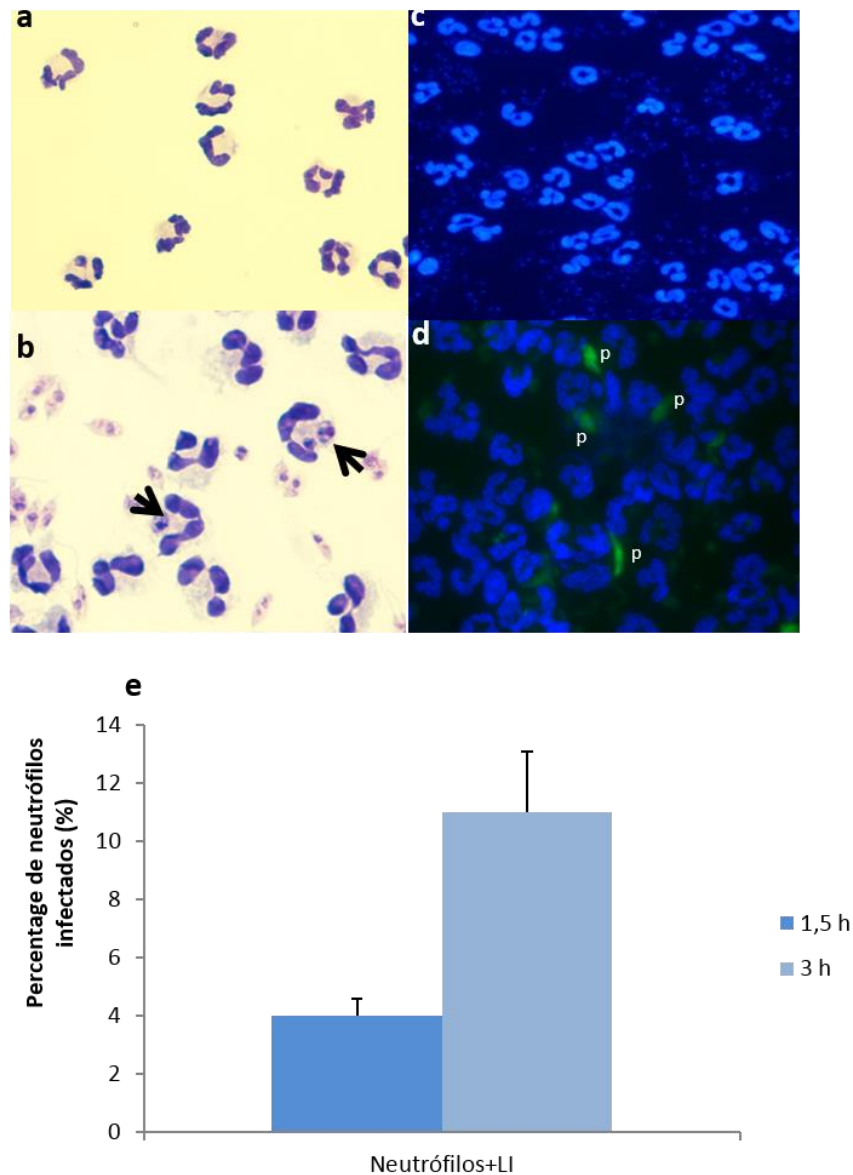 a
c
b
d
p
p
p
p
e
Percentage de neutrófilos
infectados (%)
14
12
10
8
6
4
2
0
1,5 h
3 h
Neutrófilos+LI